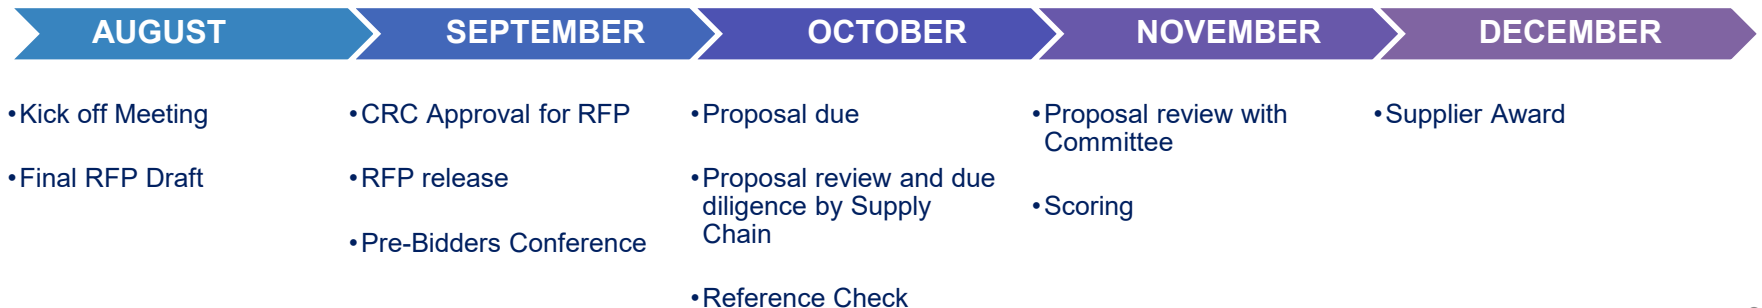 AUGUST
SEPTEMBER
OCTOBER
NOVEMBER
DECEMBER
•Kick off Meeting
•Final RFP Draft
•CRC Approval for RFP
•RFP release
•Pre-Bidders Conference
•Proposal due
•Proposal review and due
diligence by Supply
Chain
•Reference Check
•Proposal review with
Committee
•Scoring
•Supplier Award